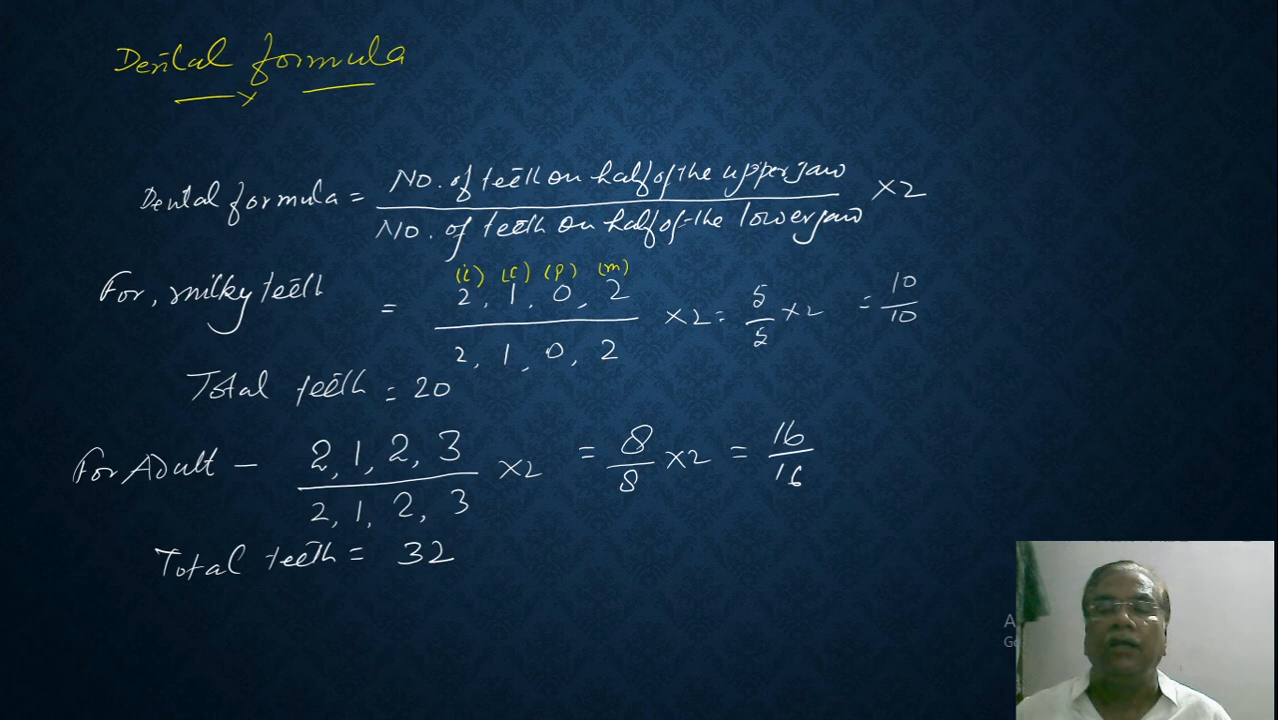 Dental formula
Dental formula = No. of teeth on half of the upper jaw / No. of teeth on half of the lower jaw ×2
(i) (c) (p) (m)
For, milky teeth = 2, 1, 0, 2 / 2, 1, 0, 2 ×2 = 5/5 ×2 = 10/10
Total teeth = 20
For Adult – 2, 1, 2, 3 / 2, 1, 2, 3 ×2 = 8/8 ×2 = 16/16
Total teeth = 32
A
Go